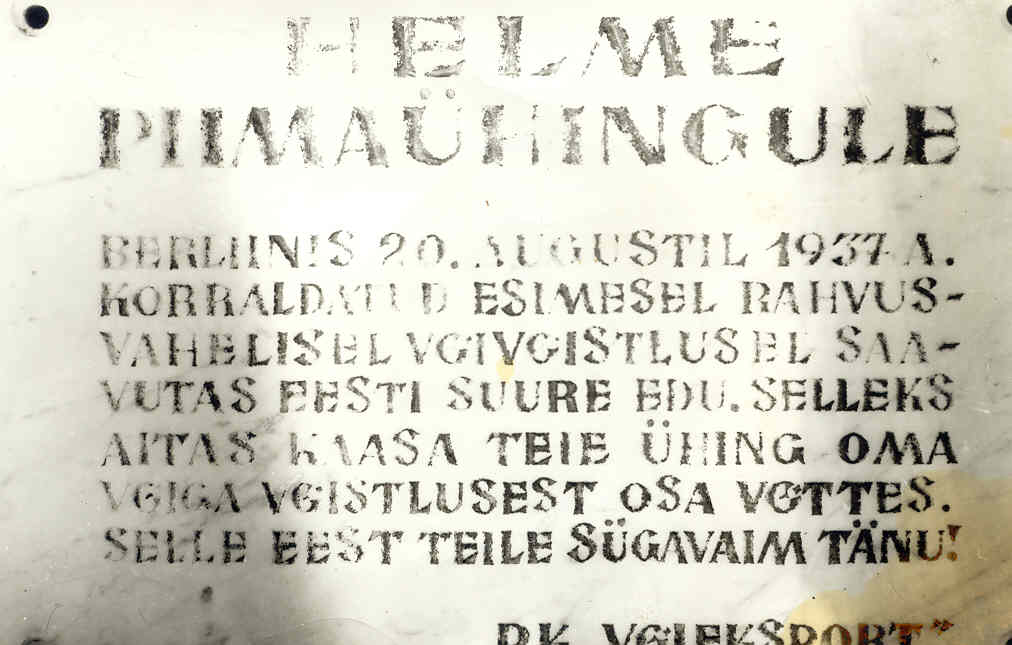 HELME
PIIMAÜHINGULE
BERLIINIS 20. AUGUSTIL 1937 A.
KORRALDATUD ESIMESEL RAHVUS-
VAHELISEL VÕIVÕISTLUSEL SAA-
VUTAS EESTI SUURE EDU. SELLEKS
AITAS KAASA TEIE ÜHING OMA
VÕIGA VÕISTLUSEST OSA VÕTTES.
SELLE EEST TEILE SÜGAVAIM TÄNU!
VÕIEKSPORT"